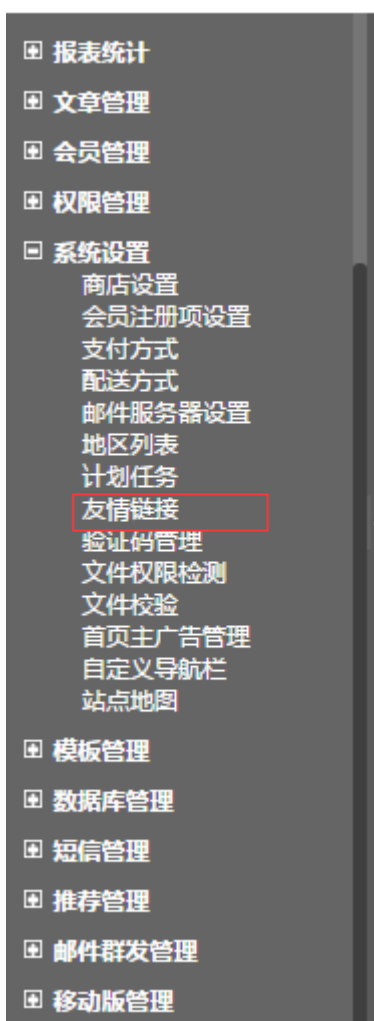 报表统计
文章管理
会员管理
权限管理
系统设置
商店设置
会员注册项设置
支付方式
配送方式
邮件服务器设置
地区列表
计划任务
友情链接
验证码管理
文件权限检测
文件校验
首页主广告管理
自定义导航栏
站点地图
模板管理
数据库管理
短信管理
推荐管理
邮件群发管理
移动版管理